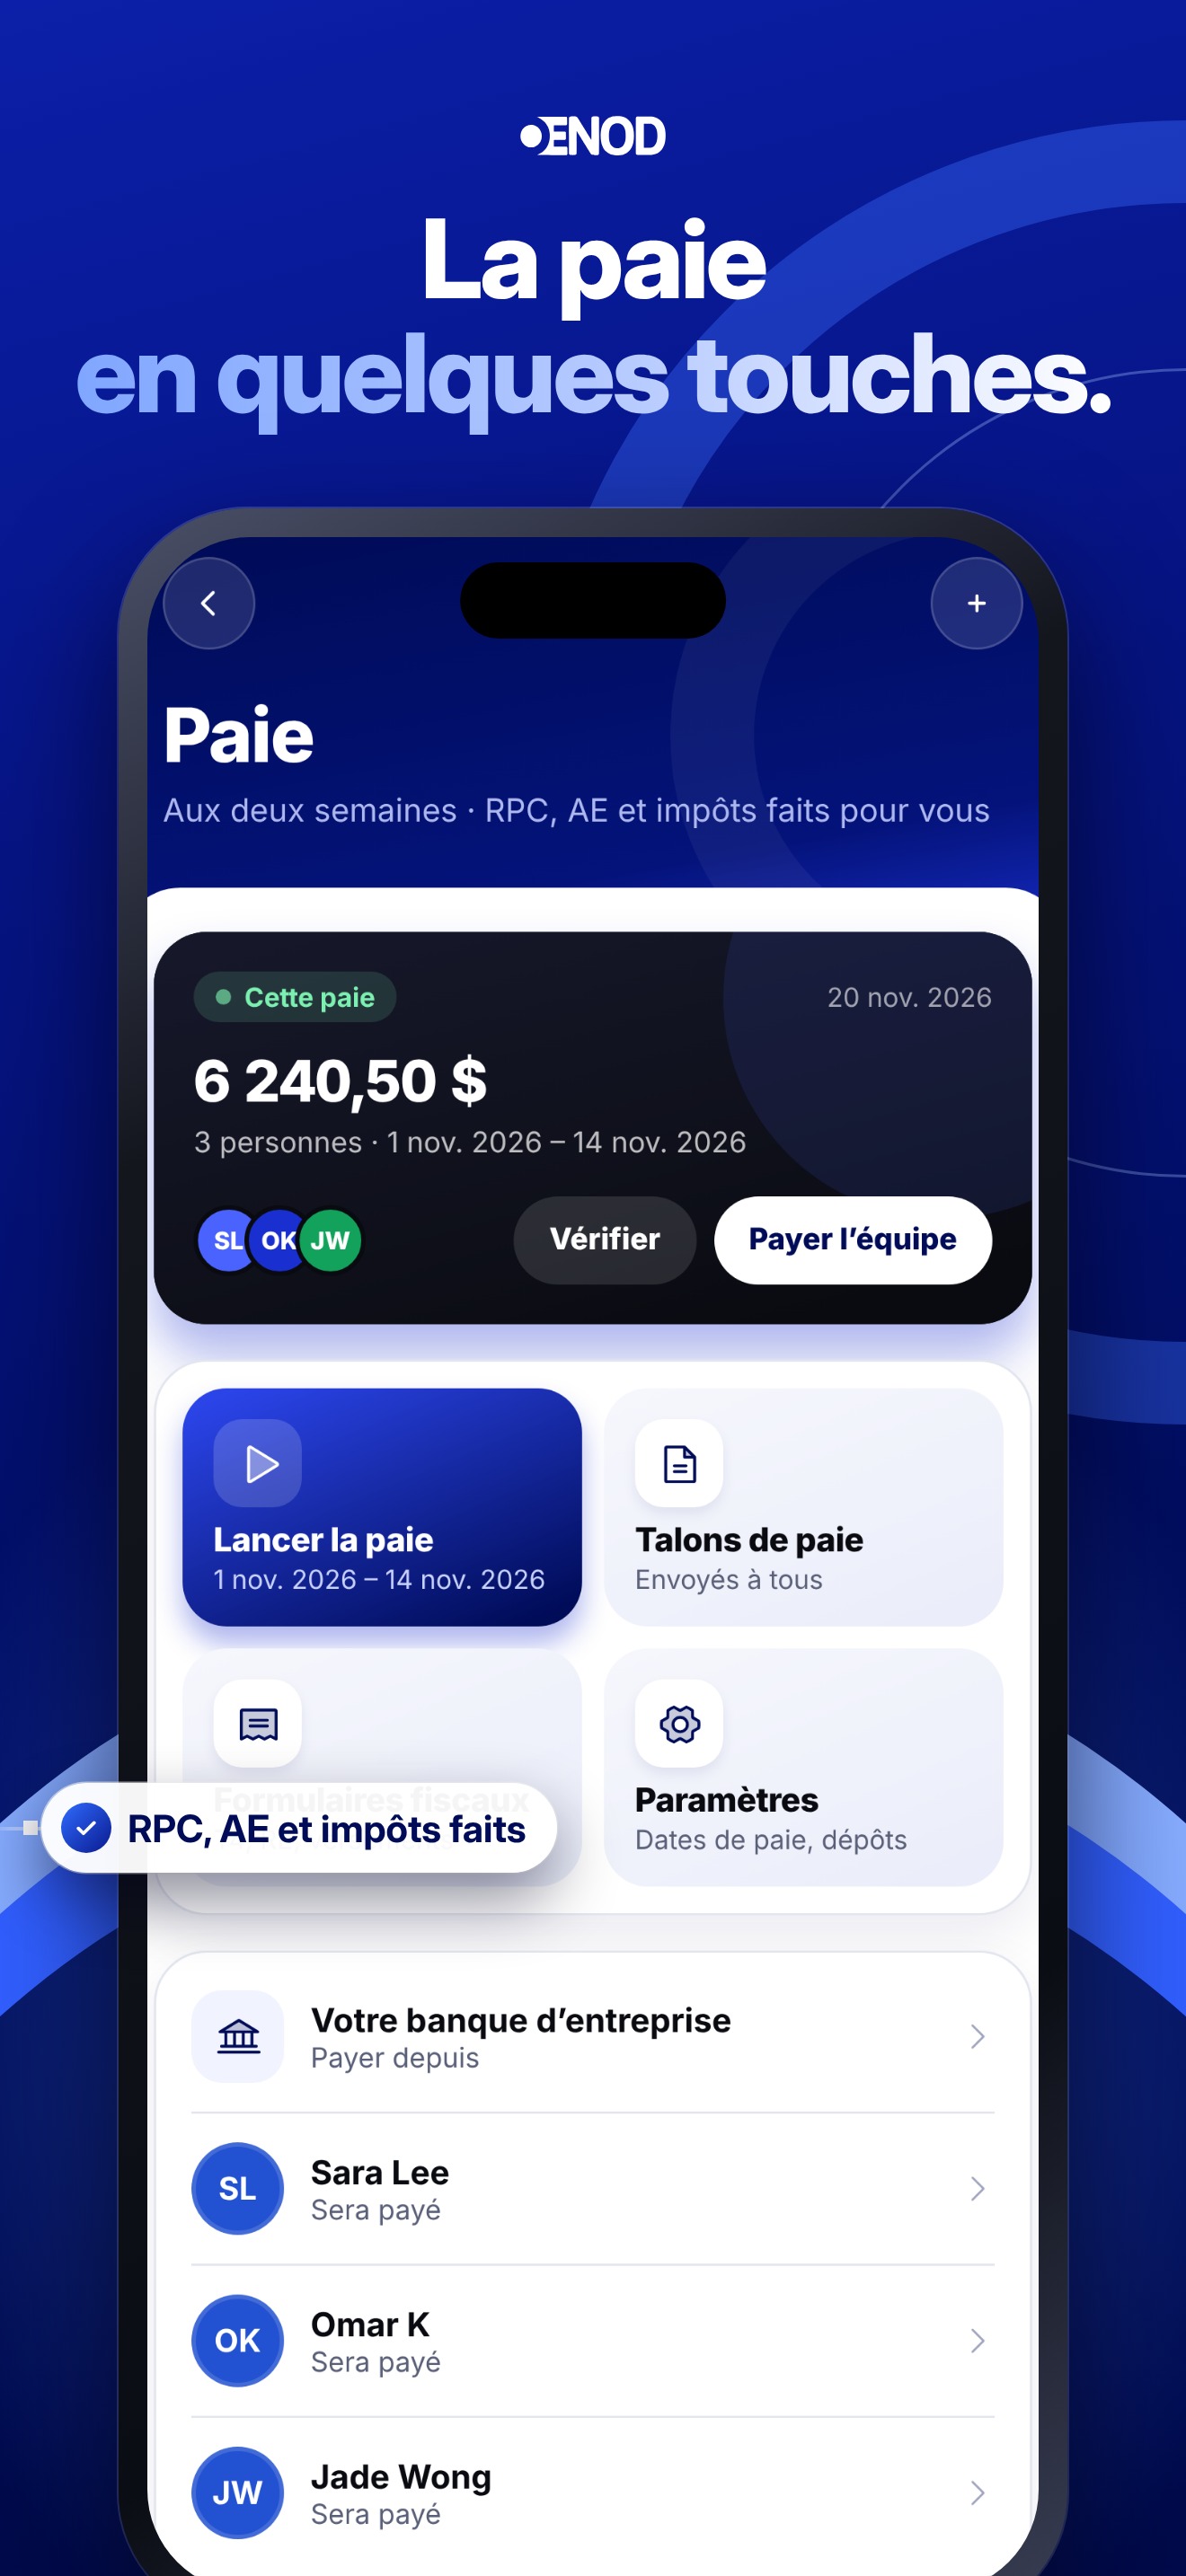 ENOD
La paie
en quelques touches.
Paie
Aux deux semaines · RPC, AE et impôts faits pour vous
Cette paie
20 nov. 2026
6 240,50 $
3 personnes · 1 nov. 2026 – 14 nov. 2026
SL OK JW
Vérifier
Payer l’équipe
Lancer la paie
1 nov. 2026 – 14 nov. 2026
Talons de paie
Envoyés à tous
Formulaires fiscaux
RPC, AE et impôts faits
Paramètres
Dates de paie, dépôts
Votre banque d’entreprise
Payer depuis
SL
Sara Lee
Sera payé
OK
Omar K
Sera payé
JW
Jade Wong
Sera payé